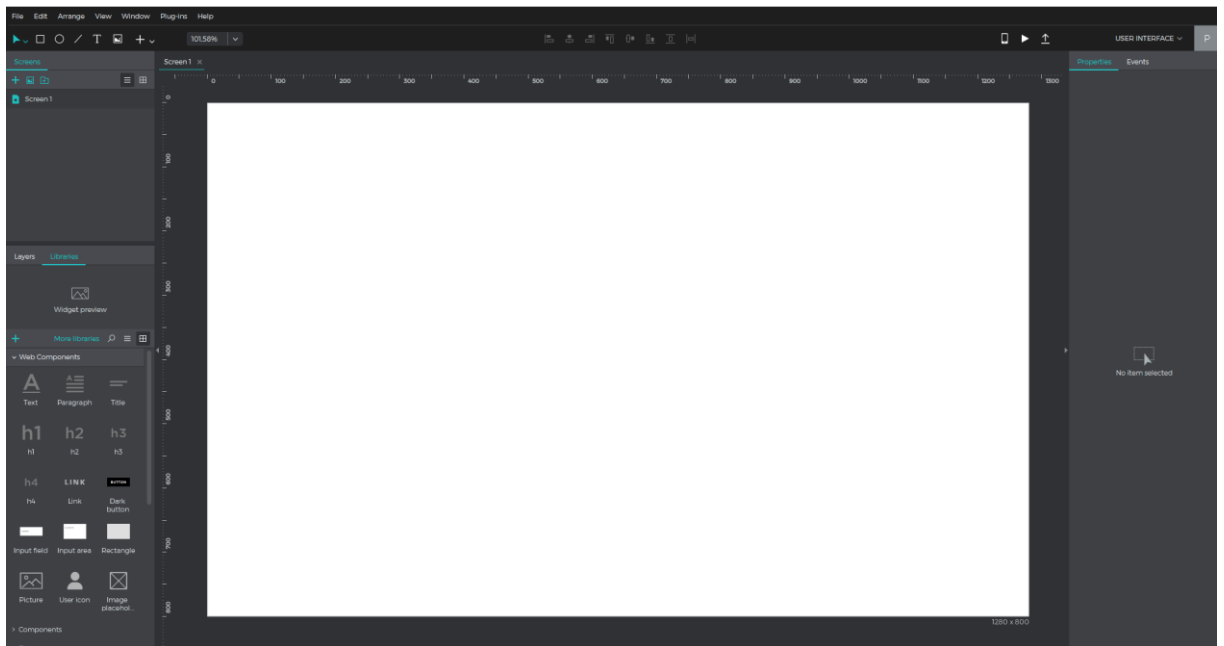 File Edit Arrange View Window Plug-ins Help
T 101,58% USER INTERFACE P
Screens Screen 1 × Properties Events
0 100 200 300 400 500 600 700 800 900 1000 1100 1200 1300
Screen 1
0
100
200
Layers Libraries
300
Widget preview
More libraries
400
Web Components
No item selected
A A
Text Paragraph Title
500
h1 h2 h3
h1 h2 h3
600
h4 LINK BUTTON
h4 Link Dark button
700
Input field Input area Rectangle
Picture User icon Image placehol...
800
1280 x 800
Components